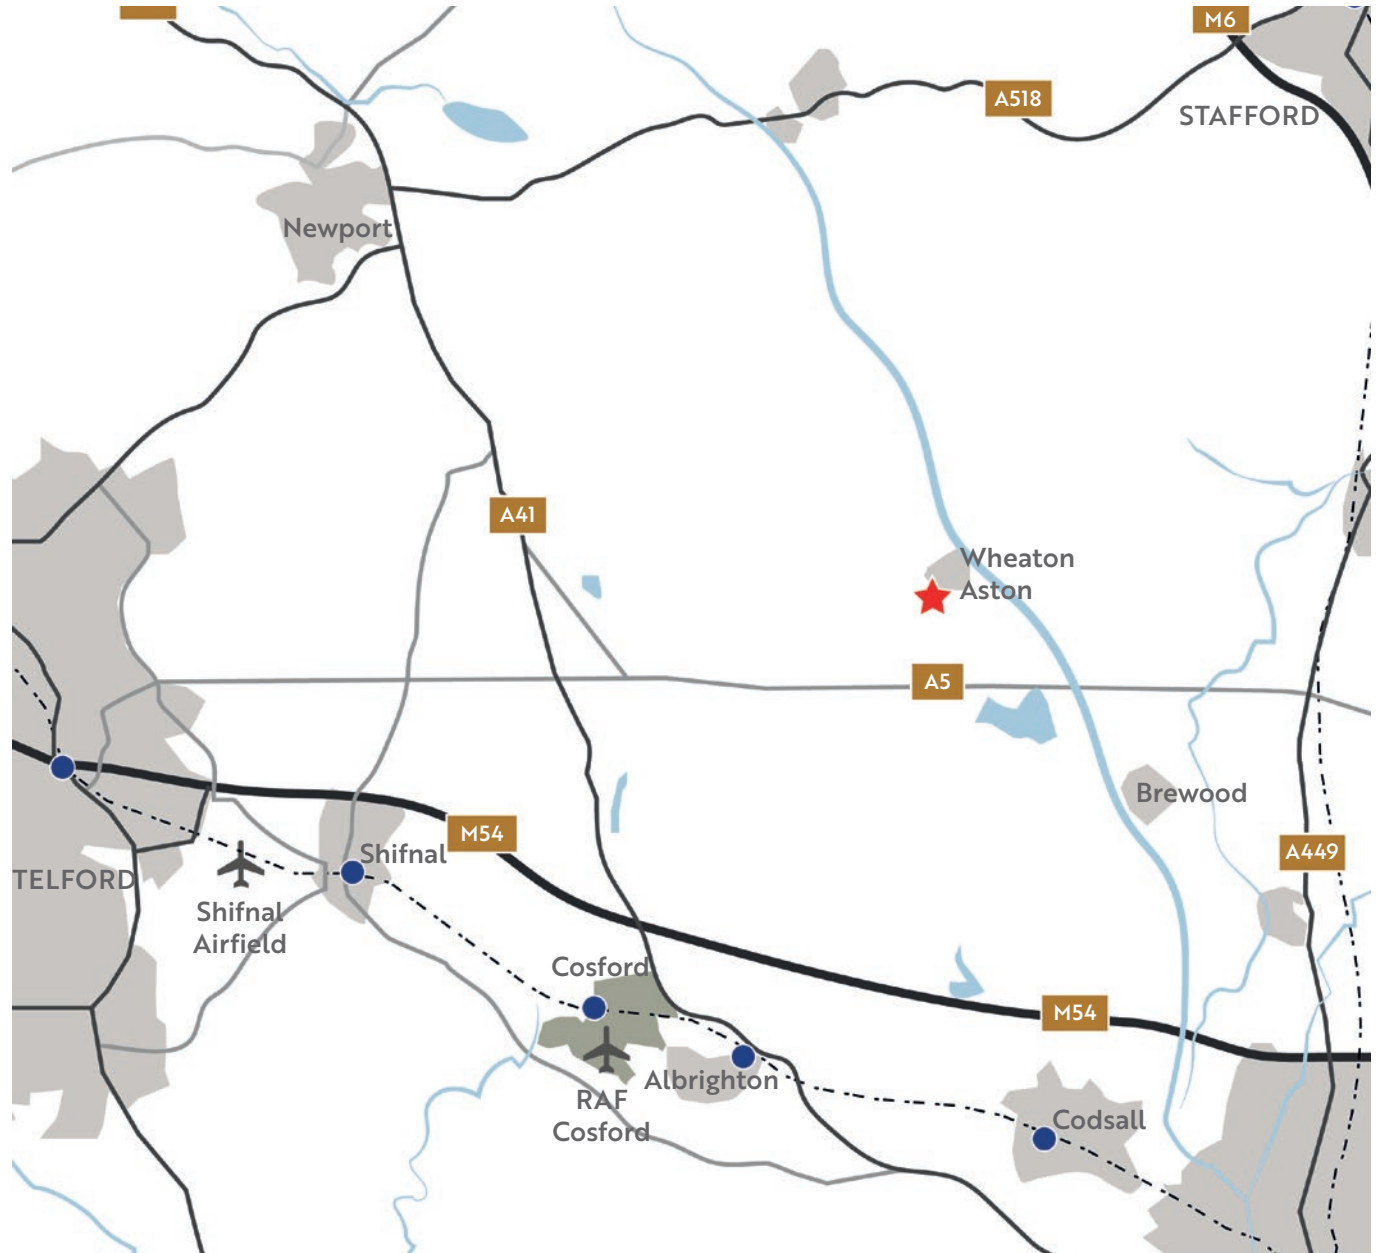 M6
A518
STAFFORD
Newport
A41
Wheaton
Aston
A5
Brewood
M54
Shifnal
A449
TELFORD
Shifnal
Airfield
Cosford
M54
Albrighton
RAF
Cosford
Codsall